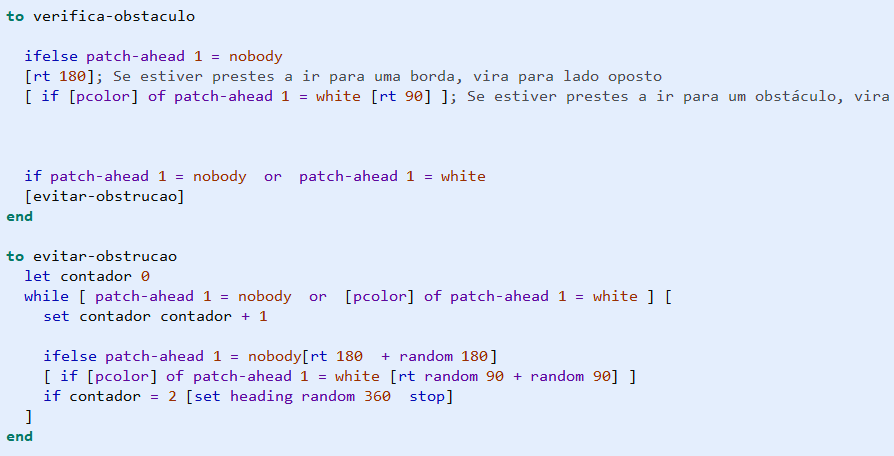 to verifica-obstaculo
ifelse patch-ahead 1 = nobody
[rt 180]; Se estiver prestes a ir para uma borda, vira para lado oposto
[ if [pcolor] of patch-ahead 1 = white [rt 90] ]; Se estiver prestes a ir para um obstáculo, vira
if patch-ahead 1 = nobody  or  patch-ahead 1 = white
[evitar-obstrucao]
end
to evitar-obstrucao
let contador 0
while [ patch-ahead 1 = nobody  or  [pcolor] of patch-ahead 1 = white ] [
set contador contador + 1
ifelse patch-ahead 1 = nobody[rt 180  + random 180]
[ if [pcolor] of patch-ahead 1 = white [rt random 90 + random 90] ]
if contador = 2 [set heading random 360  stop]
]
end